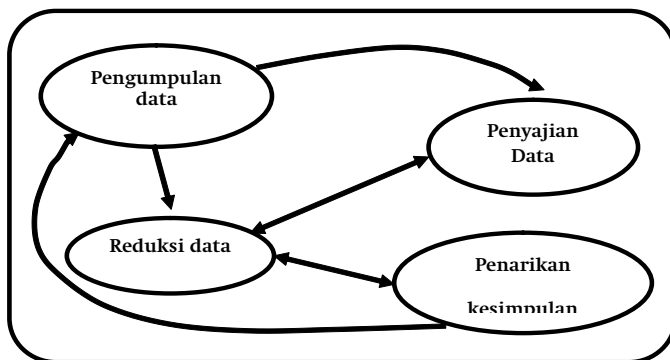 Pengumpulan
data
Penyajian
Data
Reduksi data
Penarikan
kesimpulan